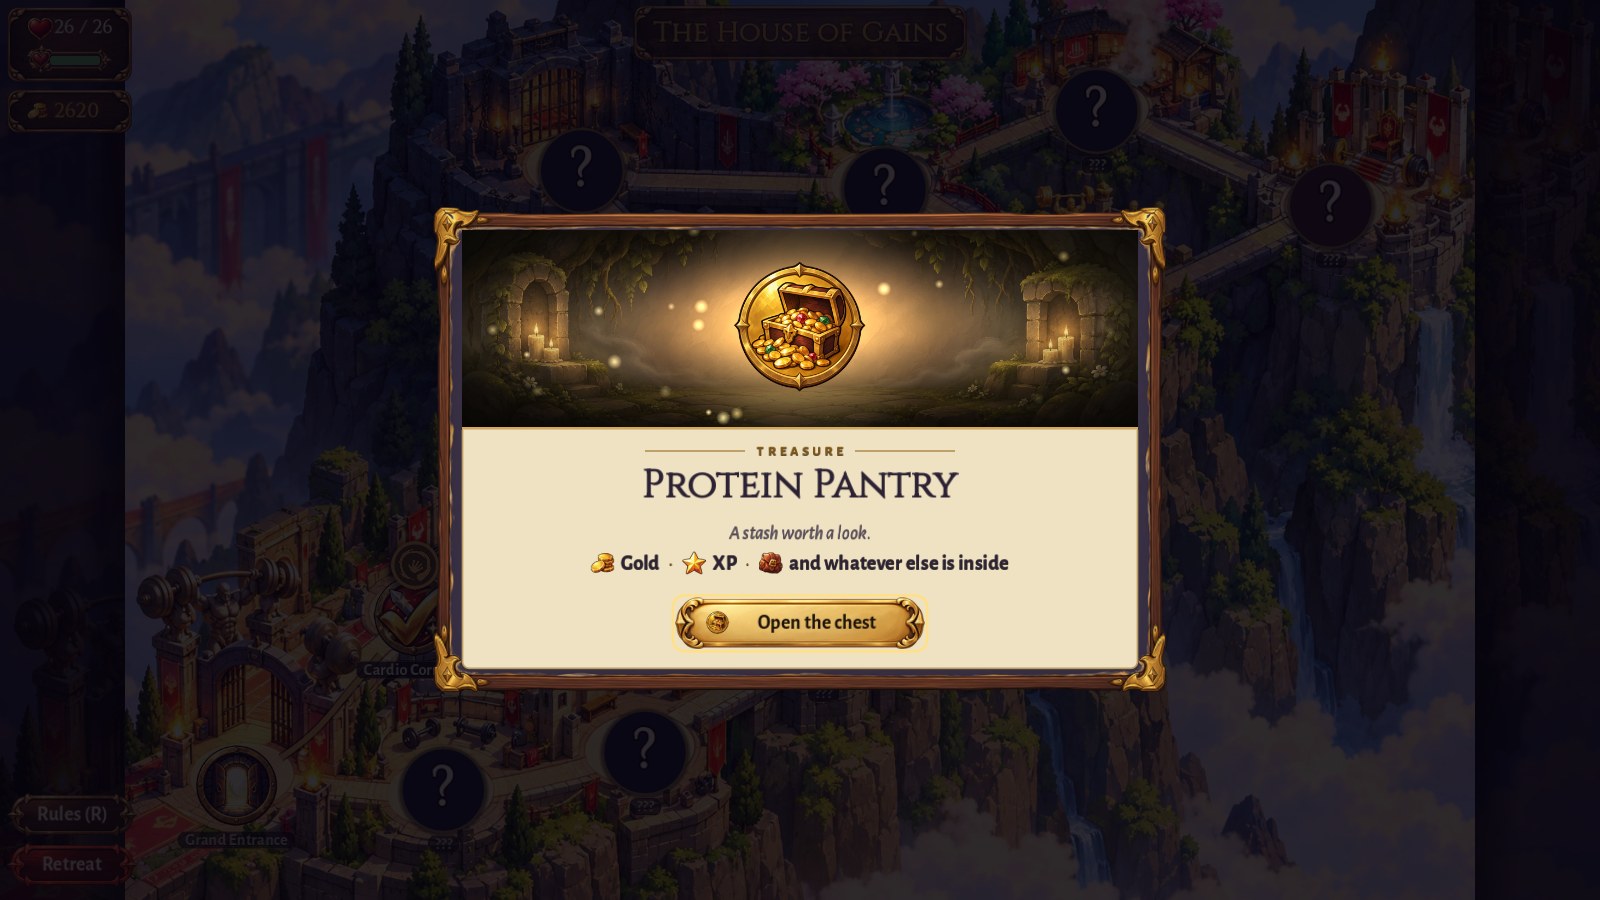 26 / 26
THE HOUSE OF GAINS
2620
?
?
?
???
?
???
TREASURE
PROTEIN PANTRY
A stash worth a look.
Gold · XP · and whatever else is inside
Open the chest
Cardio Cor
???
?
???
?
???
Grand Entrance
Rules (R)
Retreat